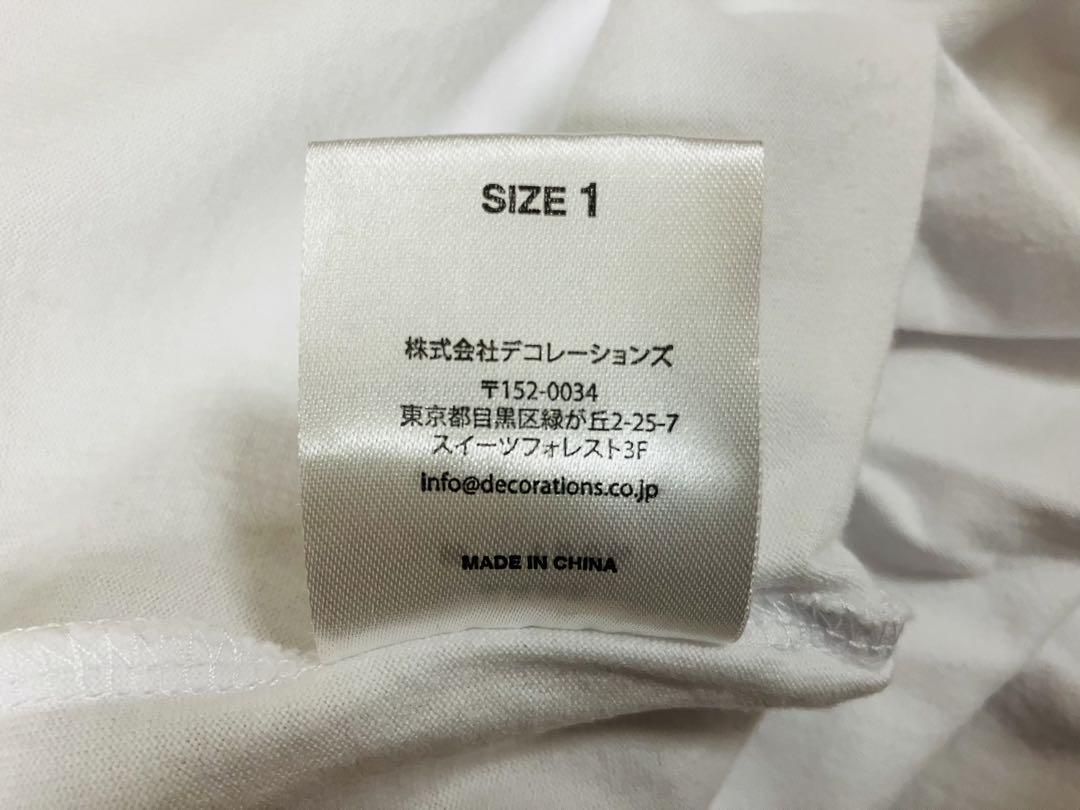 SIZE 1
株式会社デコレーションズ
〒152-0034
東京都目黒区緑が丘2-25-7
スイーツフォレスト3F
info@decorations.co.jp
MADE IN CHINA